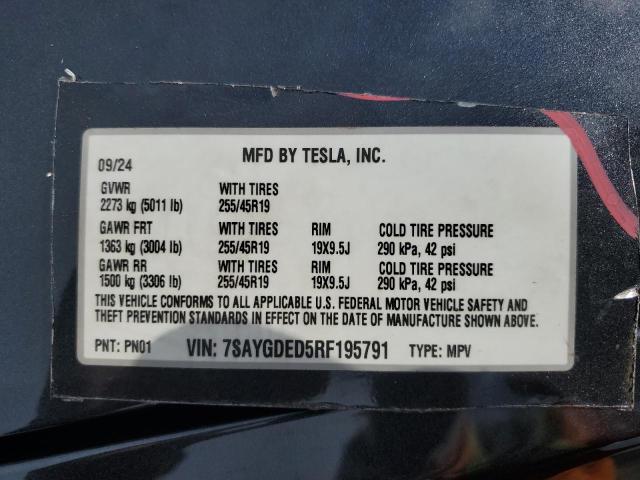 MFD BY TESLA, INC.
09/24
GVWR WITH TIRES
2273 kg (5011 lb) 255/45R19
GAWR FRT WITH TIRES RIM COLD TIRE PRESSURE
1363 kg (3004 lb) 255/45R19 19X9.5J 290 kPa, 42 psi
GAWR RR WITH TIRES RIM COLD TIRE PRESSURE
1500 kg (3306 lb) 255/45R19 19X9.5J 290 kPa, 42 psi
THIS VEHICLE CONFORMS TO ALL APPLICABLE U.S. FEDERAL MOTOR VEHICLE SAFETY AND
THEFT PREVENTION STANDARDS IN EFFECT ON THE DATE OF MANUFACTURE SHOWN ABOVE.
PNT: PN01 VIN: 7SAYGDED5RF195791 TYPE: MPV